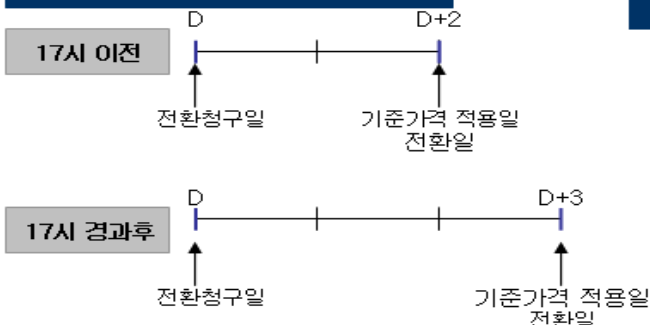 D D+2
17시 이전
전환청구일 기준가격 적용일
전환일
D D+3
17시 경과후
전환청구일 기준가격 적용일
전환일